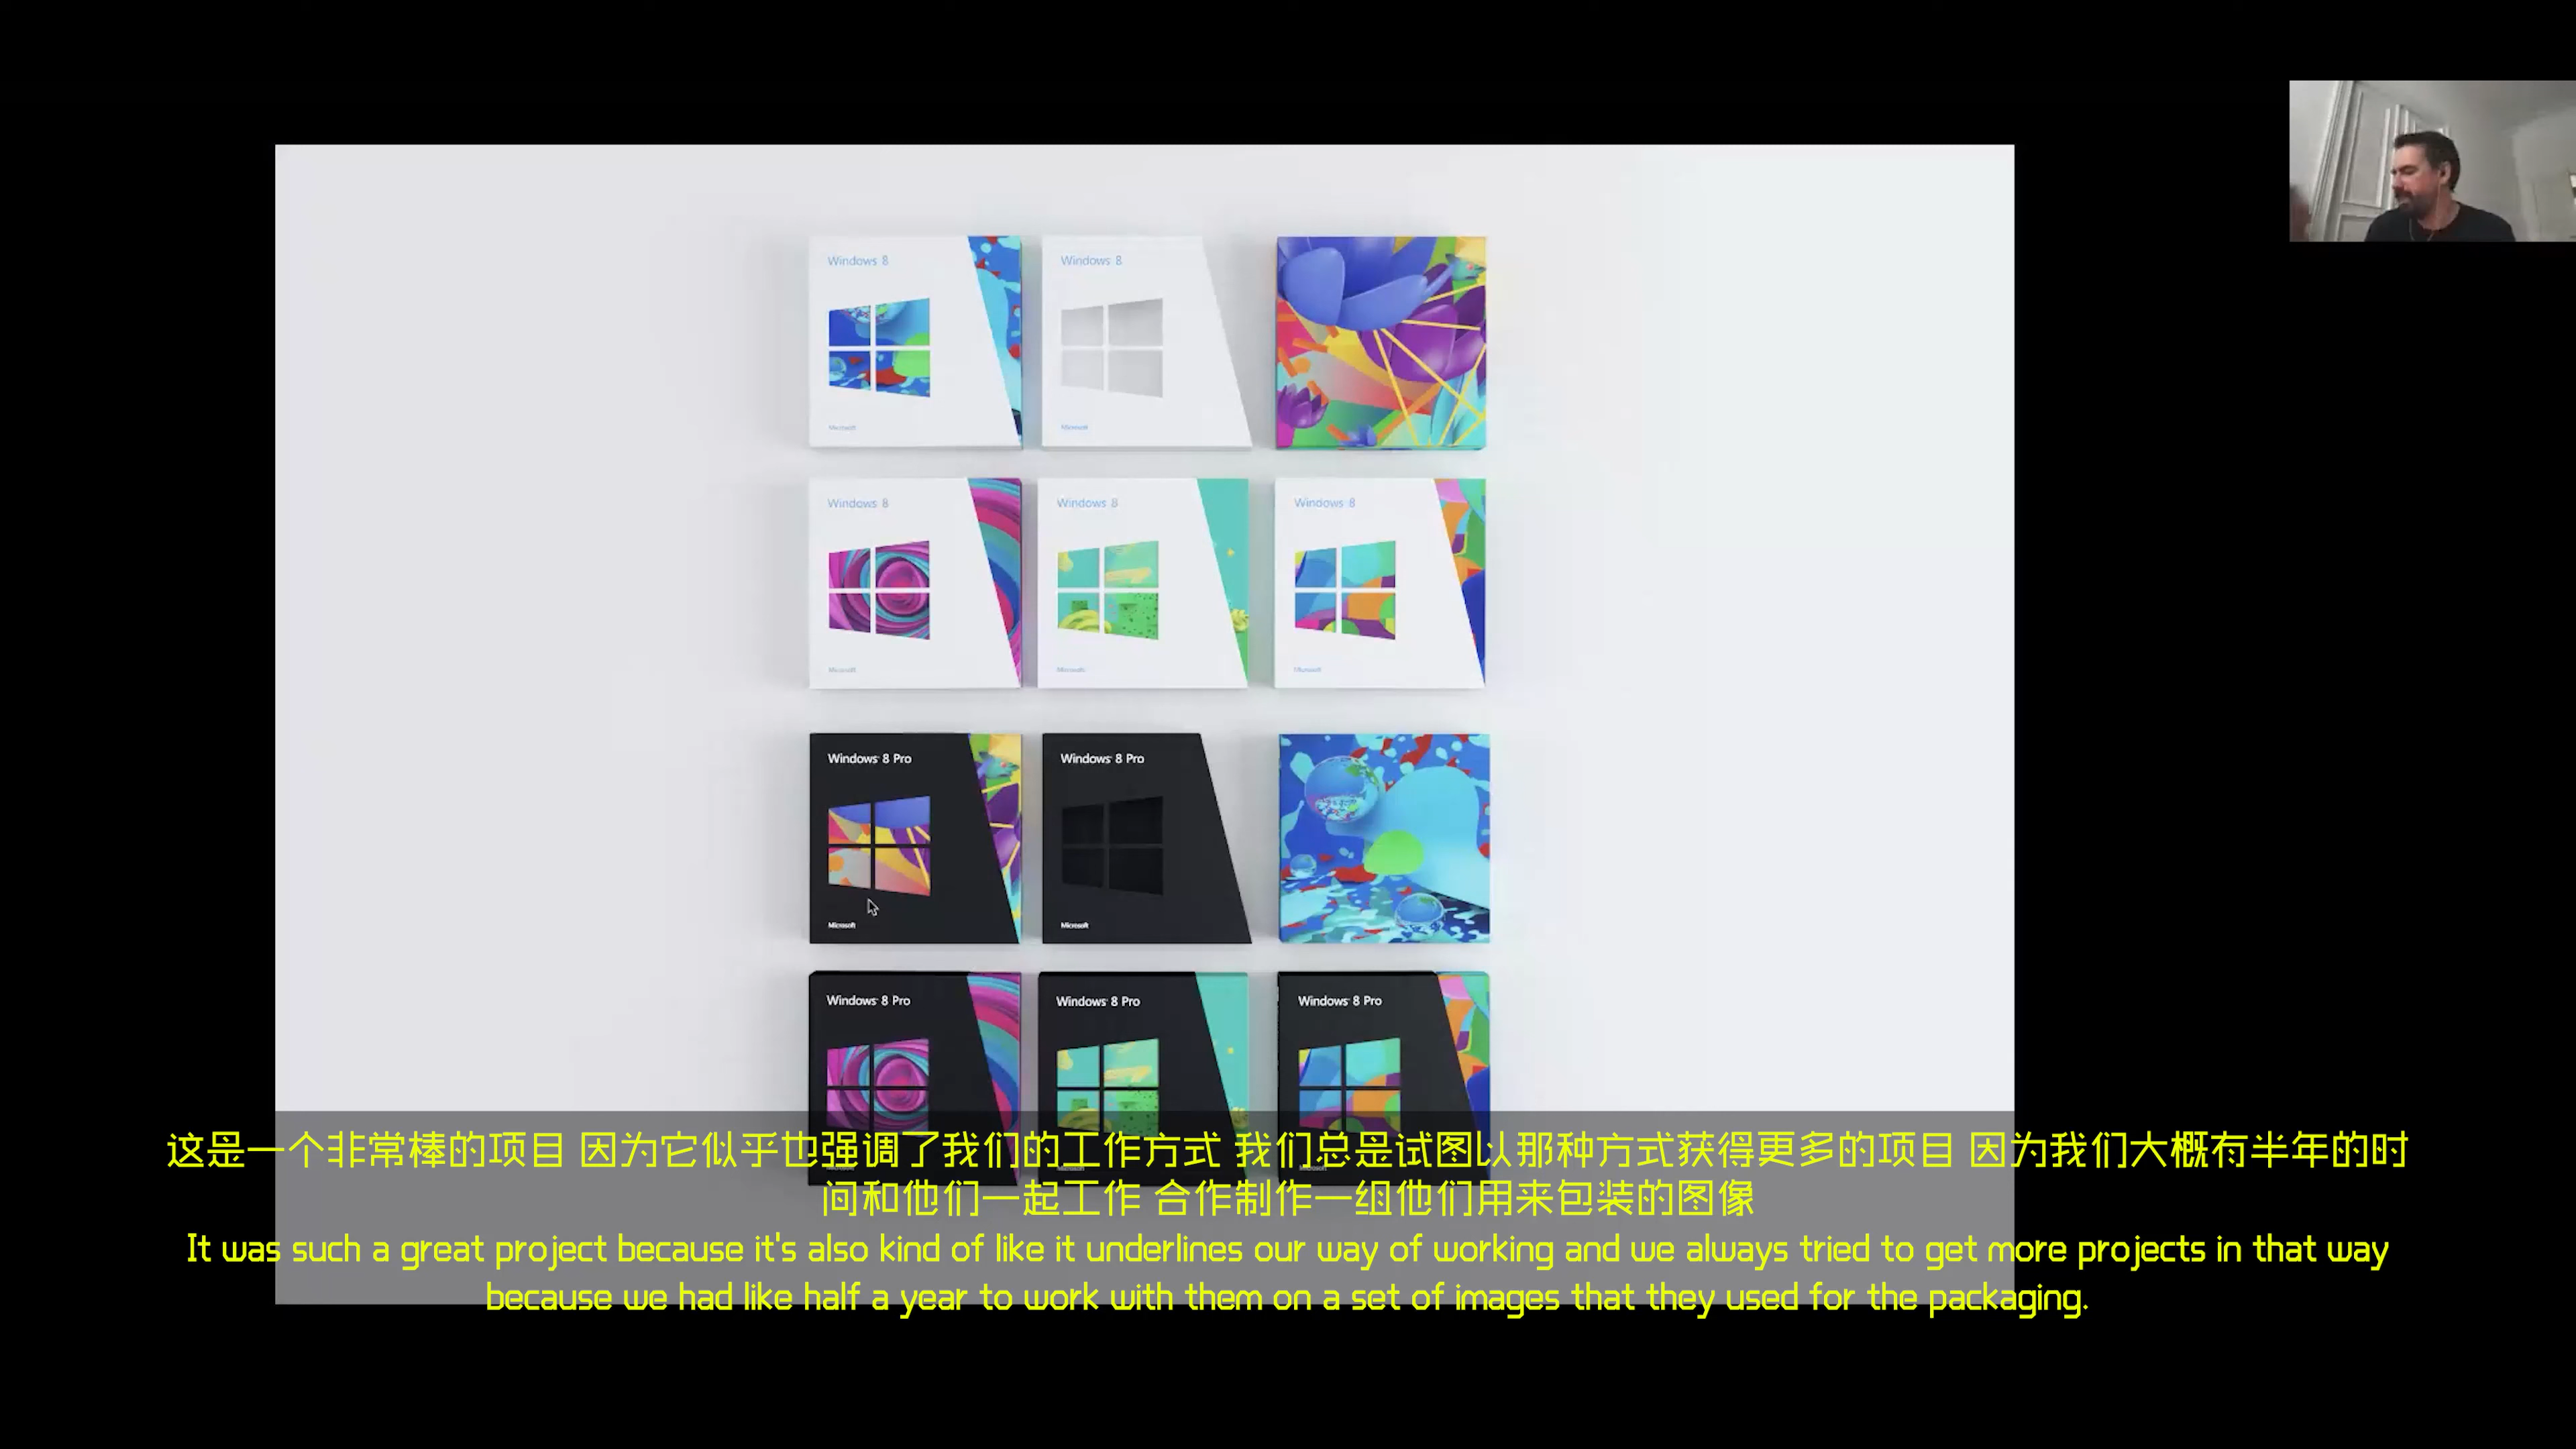 Windows 8
Windows 8
Microsoft
Microsoft
Windows 8
Windows 8
Windows 8
Microsoft
Microsoft
Microsoft
Windows 8 Pro
Windows 8 Pro
Microsoft
Microsoft
Windows 8 Pro
Windows 8 Pro
Windows 8 Pro
这是一个非常棒的项目 因为它似乎也强调了我们的工作方式 我们总是试图以那种方式获得更多的项目 因为我们大概有半年的时
间和他们一起工作 合作制作一组他们用来包装的图像
It was such a great project because it's also kind of like it underlines our way of working and we always tried to get more projects in that way
because we had like half a year to work with them on a set of images that they used for the packaging.